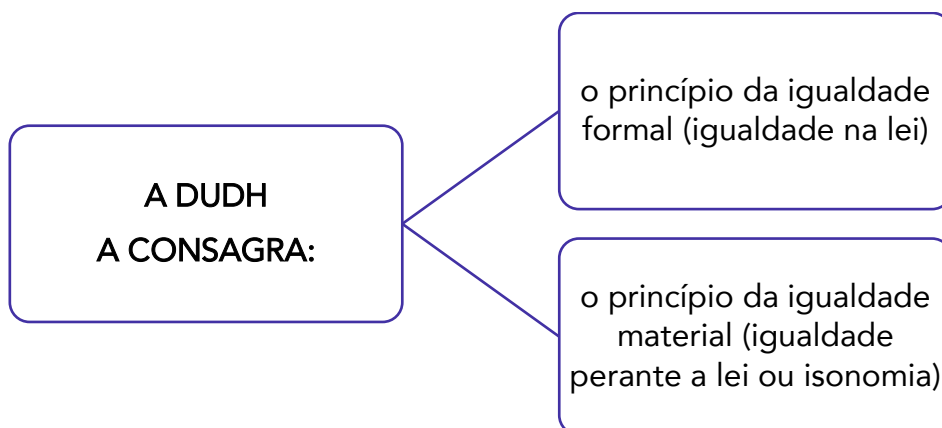 A DUDH
A CONSAGRA:
o princípio da igualdade
formal (igualdade na lei)
o princípio da igualdade
material (igualdade
perante a lei ou isonomia)